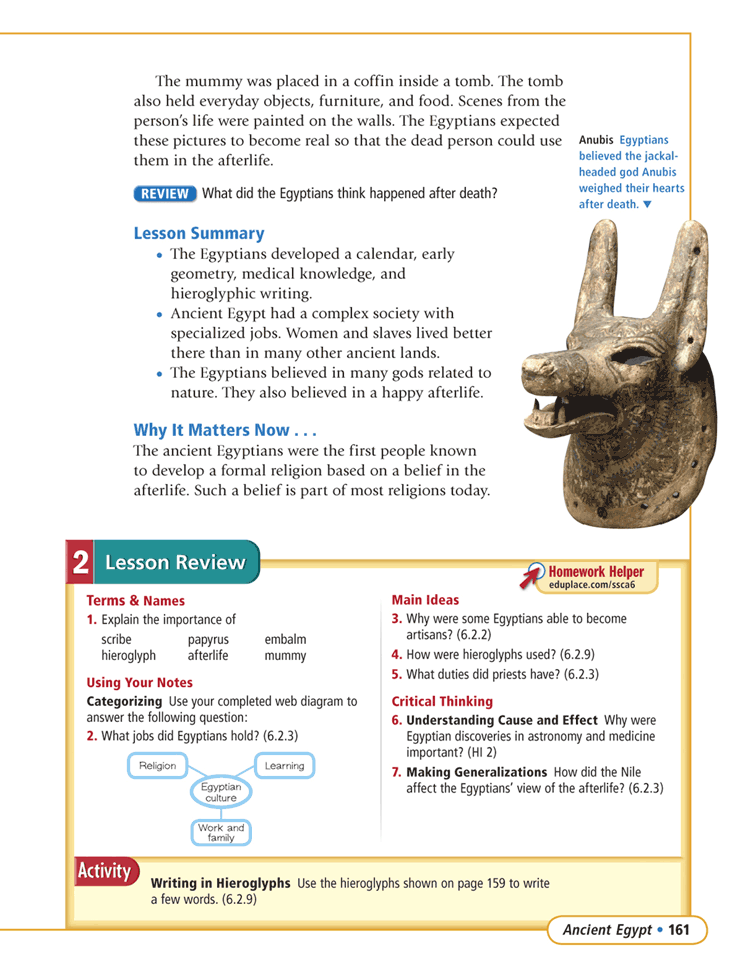 The mummy was placed in a coffin inside a tomb. The tomb
also held everyday objects, furniture, and food. Scenes from the
person's life were painted on the walls. The Egyptians expected
these pictures to become real so that the dead person could use
them in the afterlife.
REVIEW What did the Egyptians think happened after death?
Anubis Egyptians
believed the jackal-
headed god Anubis
weighed their hearts
after death. ▼
Lesson Summary
• The Egyptians developed a calendar, early
geometry, medical knowledge, and
hieroglyphic writing.
• Ancient Egypt had a complex society with
specialized jobs. Women and slaves lived better
there than in many other ancient lands.
• The Egyptians believed in many gods related to
nature. They also believed in a happy afterlife.
Why It Matters Now . . .
The ancient Egyptians were the first people known
to develop a formal religion based on a belief in the
afterlife. Such a belief is part of most religions today.
2 Lesson Review
Homework Helper
eduplace.com/ssca6
Terms & Names
1. Explain the importance of
scribe papyrus embalm
hieroglyph afterlife mummy
Using Your Notes
Categorizing Use your completed web diagram to
answer the following question:
2. What jobs did Egyptians hold? (6.2.3)
Religion Learning
Egyptian
culture
Work and
family
Main Ideas
3. Why were some Egyptians able to become
artisans? (6.2.2)
4. How were hieroglyphs used? (6.2.9)
5. What duties did priests have? (6.2.3)
Critical Thinking
6. Understanding Cause and Effect Why were
Egyptian discoveries in astronomy and medicine
important? (HI 2)
7. Making Generalizations How did the Nile
affect the Egyptians' view of the afterlife? (6.2.3)
Activity
Writing in Hieroglyphs Use the hieroglyphs shown on page 159 to write
a few words. (6.2.9)
Ancient Egypt • 161